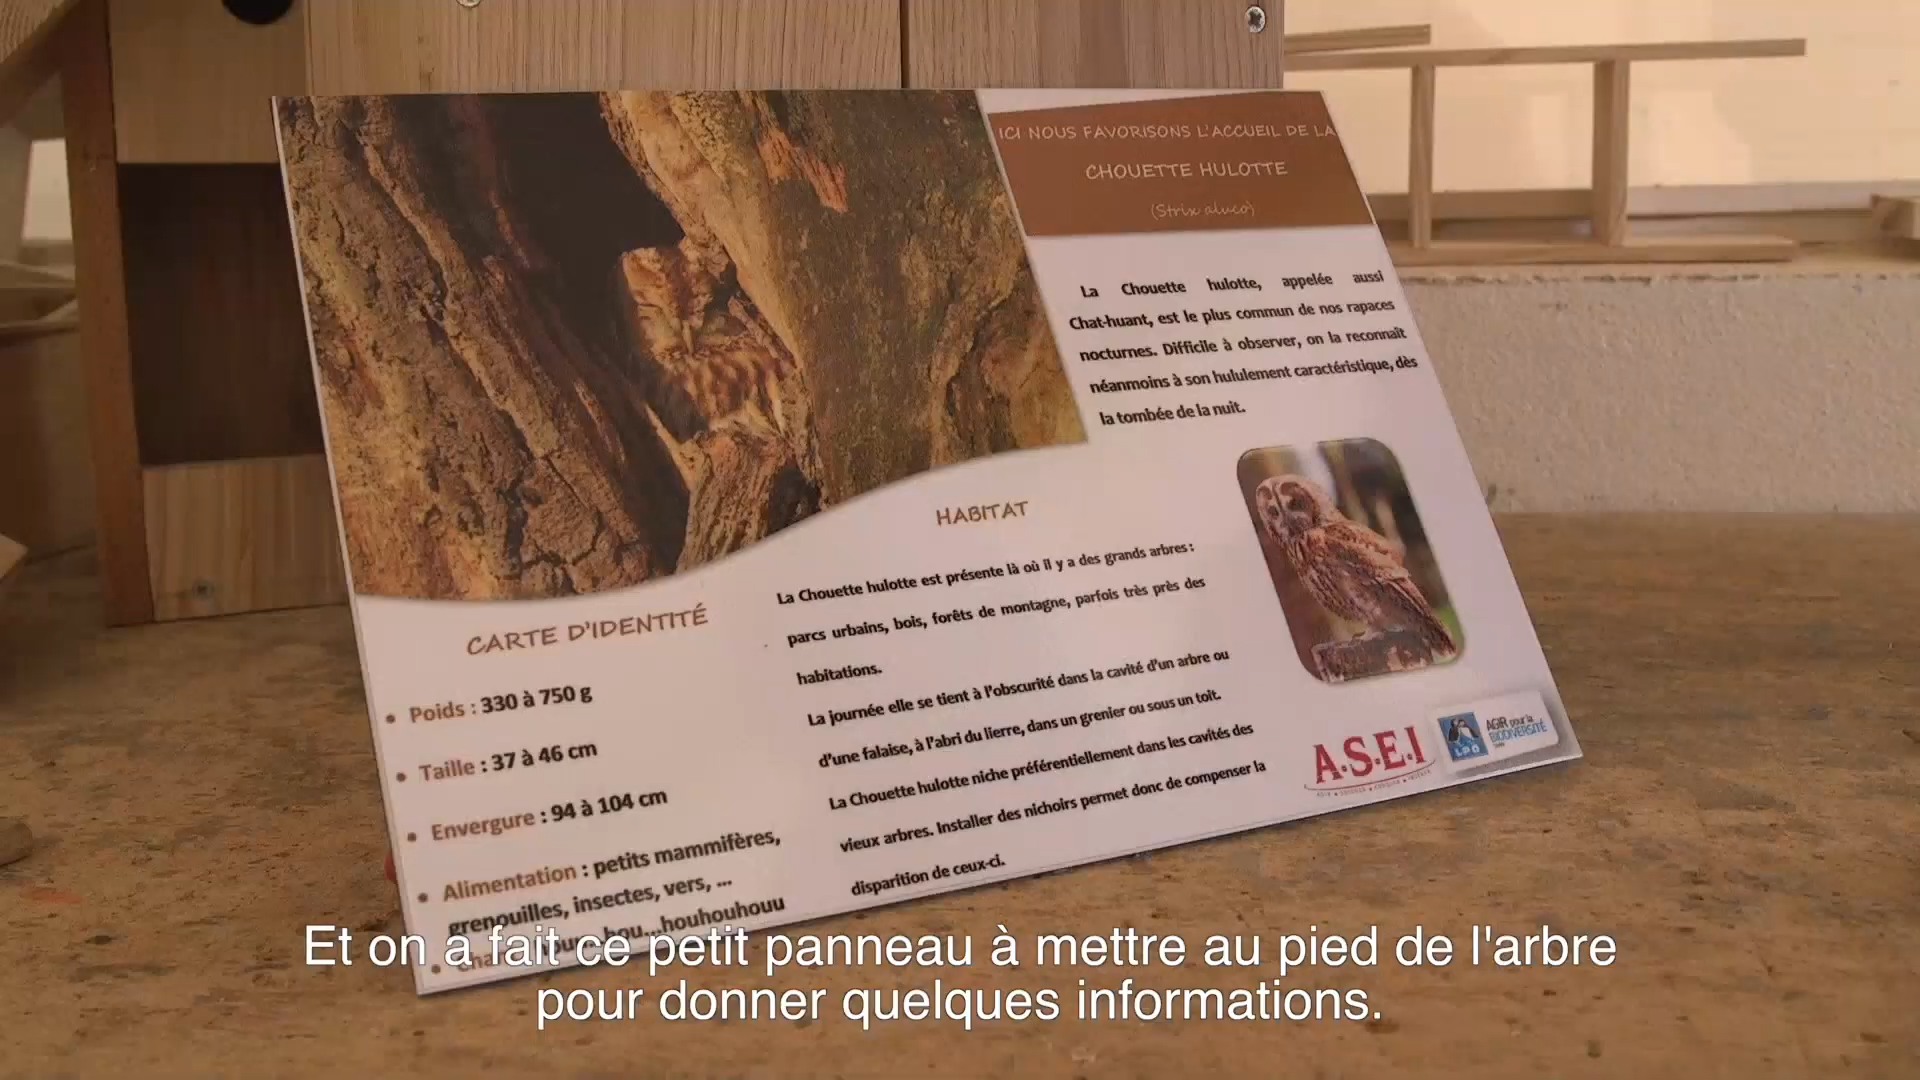 ICI NOUS FAVORISONS L'ACCUEIL DE LA
CHOUETTE HULOTTE
(Strix aluco)
La Chouette hulotte, appelée aussi
Chat-huant, est le plus commun de nos rapaces
nocturnes. Difficile à observer, on la reconnaît
néanmoins à son hululement caractéristique, dès
la tombée de la nuit.
HABITAT
La Chouette hulotte est présente là où il y a des grands arbres :
parcs urbains, bois, forêts de montagne, parfois très près des
habitations.
La journée elle se tient à l'obscurité dans la cavité d'un arbre ou
d'une falaise, à l'abri du lierre, dans un grenier ou sous un toit.
La Chouette hulotte niche préférentiellement dans les cavités des
vieux arbres. Installer des nichoirs permet donc de compenser la
disparition de ceux-ci.
CARTE D'IDENTITÉ
• Poids : 330 à 750 g
• Taille : 37 à 46 cm
• Envergure : 94 à 104 cm
• Alimentation : petits mammifères,
grenouilles, insectes, vers, ...
hou...houhouhouu
A.S.E.I
LPO
AGIR pour la
BIODIVERSITÉ
Et on a fait ce petit panneau à mettre au pied de l'arbre
pour donner quelques informations.